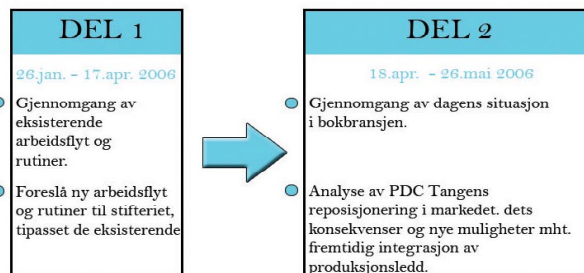 DEL 1
26.jan. - 17.apr. 2006
Gjennomgang av
eksisterende
arbeidsflyt og
rutiner.
Foreslå ny arbeidsflyt
og rutiner til stifteriet,
tipasset de eksisterende
DEL 2
18.apr. - 26.mai 2006
Gjennomgang av dagens situasjon
i bokbransjen.
Analyse av PDC Tangens
reposisjonering i markedet. dets
konsekvenser og nye muligheter mht.
fremtidig integrasjon av
produksjonsledd.